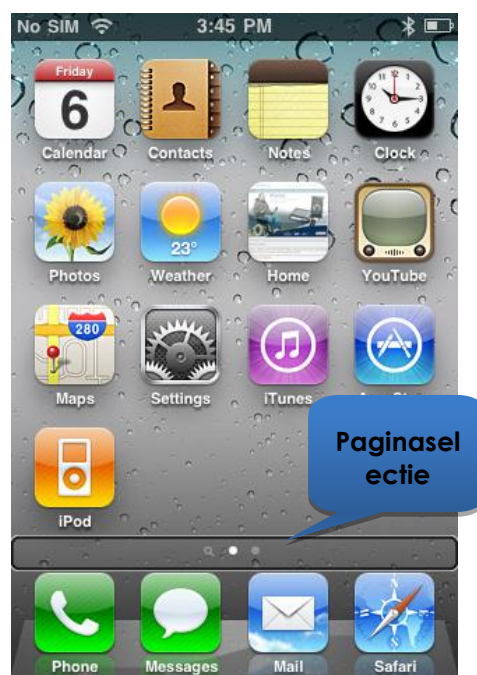 No SIM 3:45 PM
Friday
6
Calendar Contacts Notes Clock
23°
Photos Weather Home YouTube
280
Maps Settings iTunes
Paginasel
ectie
iPod
Phone Messages Mail Safari